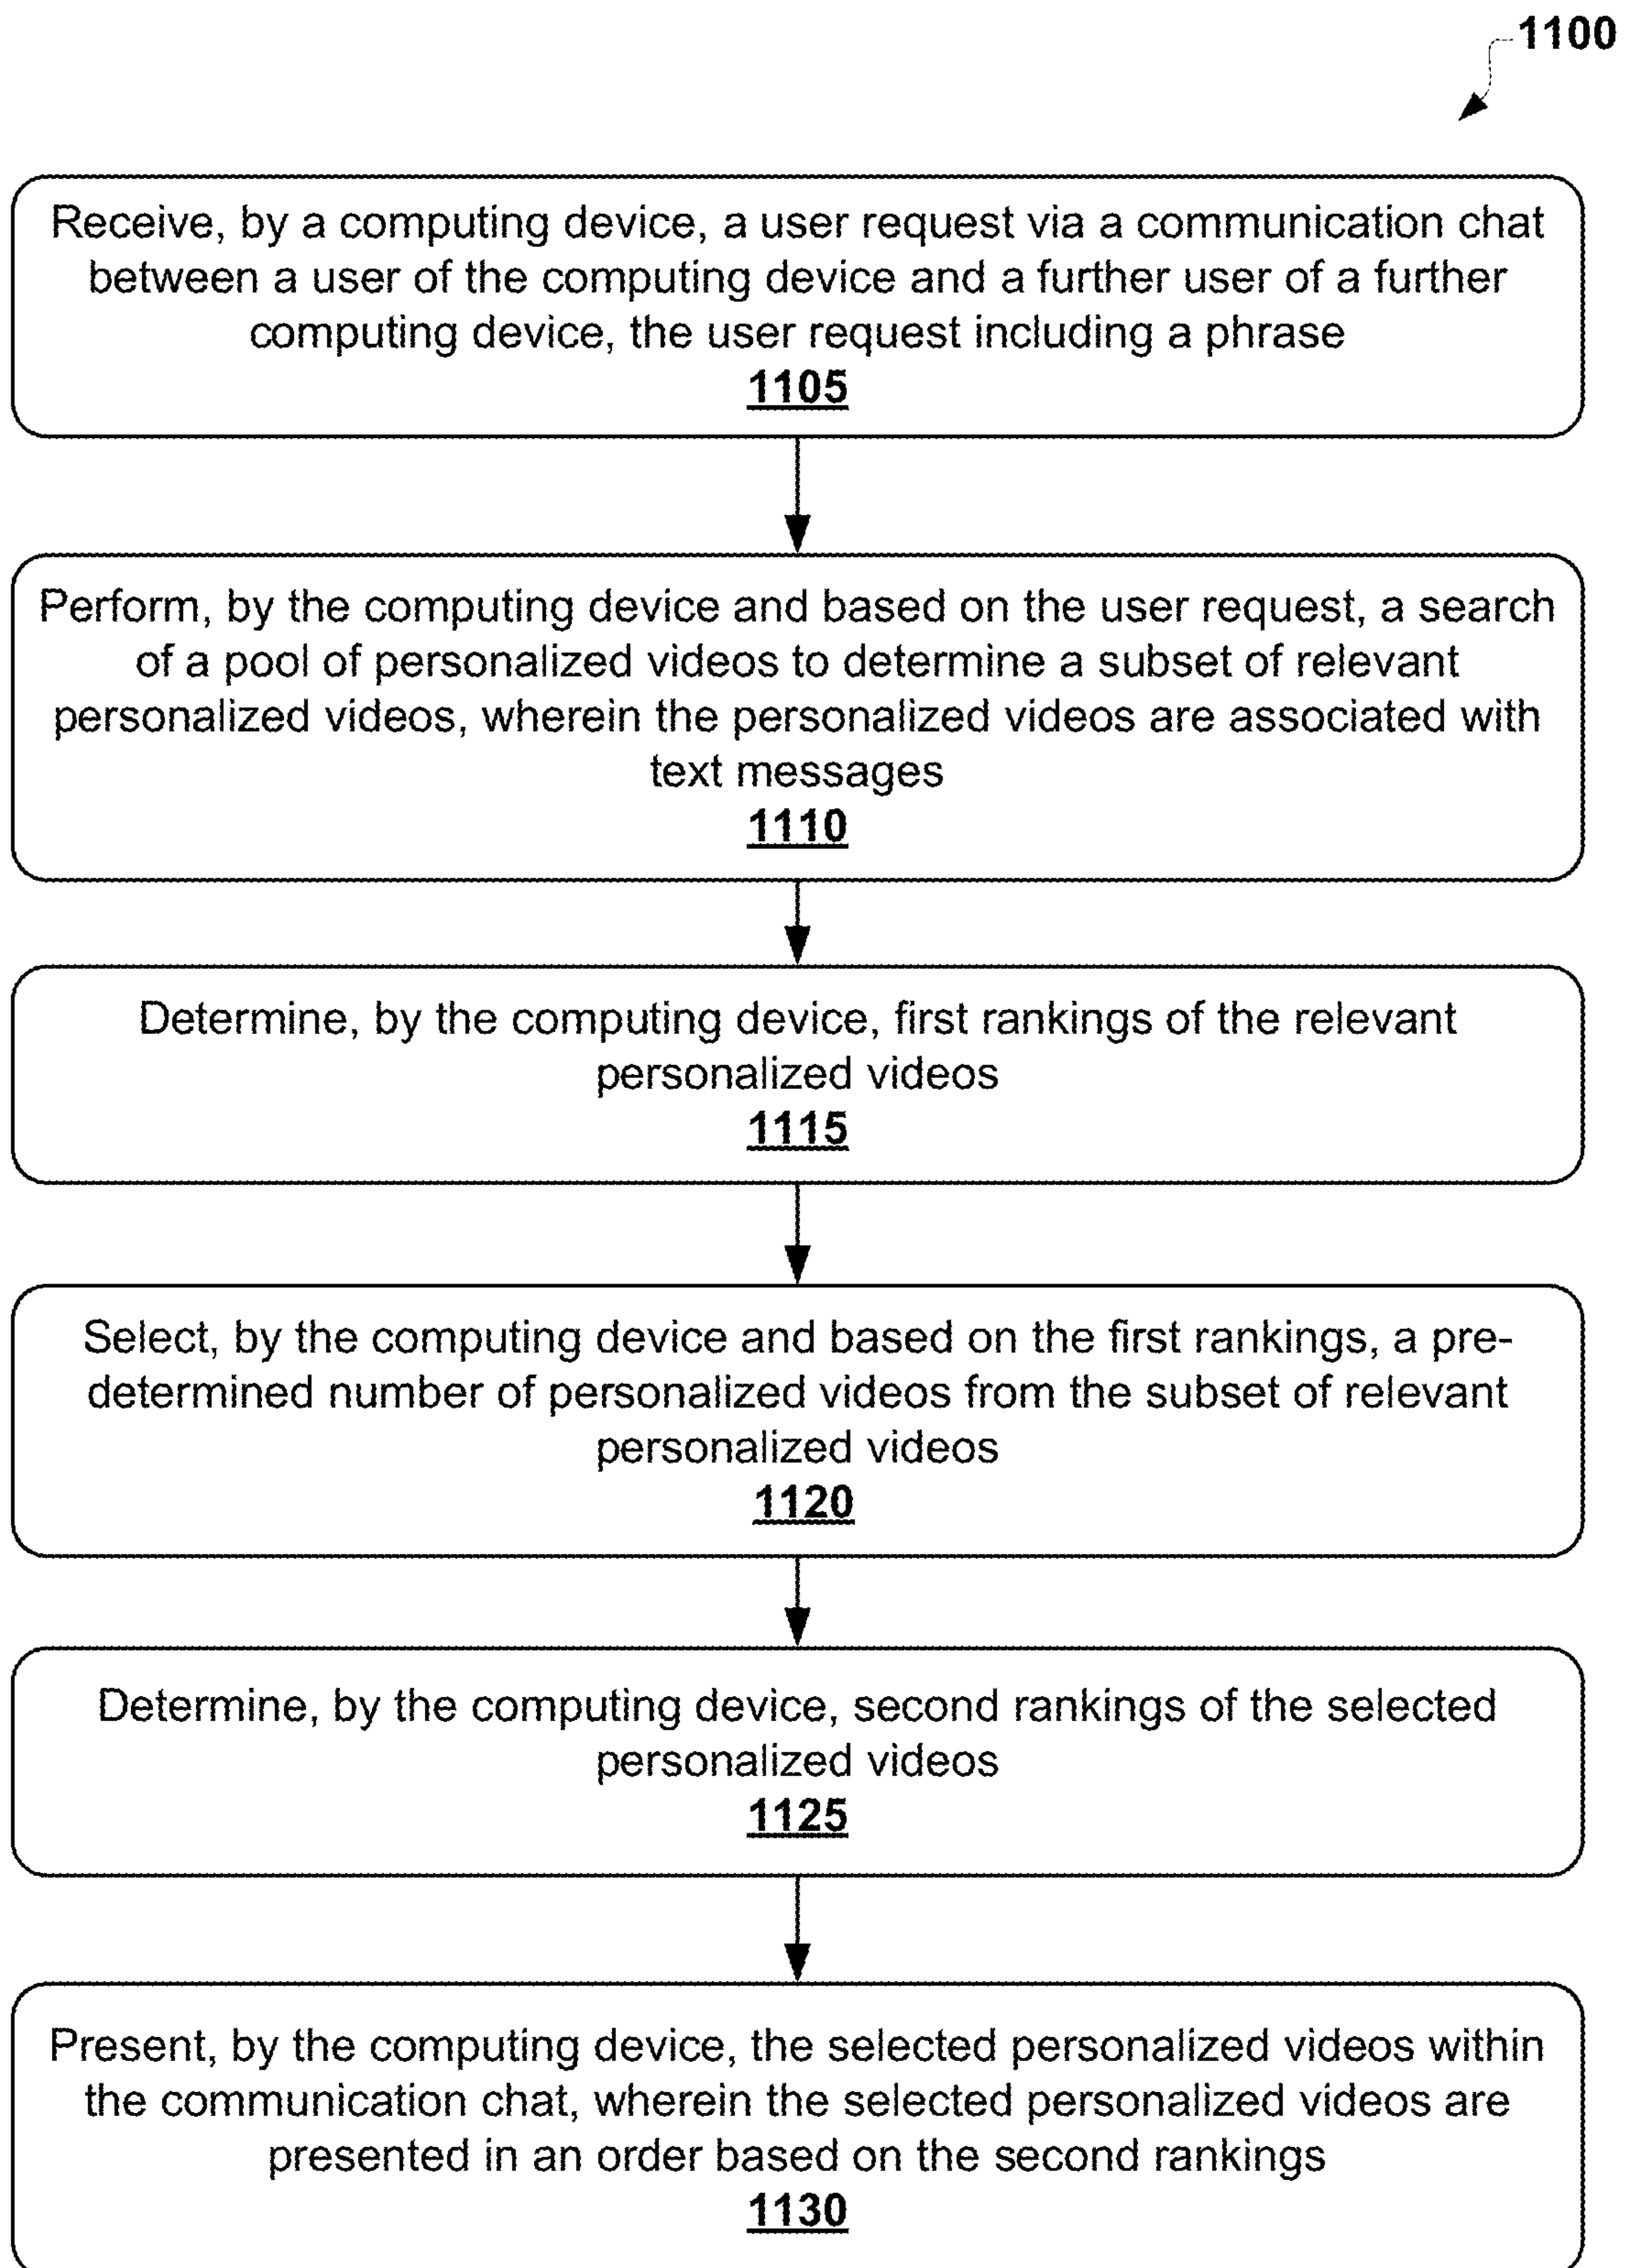 1100
Receive, by a computing device, a user request via a communication chat
between a user of the computing device and a further user of a further
computing device, the user request including a phrase
1105
Perform, by the computing device and based on the user request, a search
of a pool of personalized videos to determine a subset of relevant
personalized videos, wherein the personalized videos are associated with
text messages
1110
Determine, by the computing device, first rankings of the relevant
personalized videos
1115
Select, by the computing device and based on the first rankings, a pre-
determined number of personalized videos from the subset of relevant
personalized videos
1120
Determine, by the computing device, second rankings of the selected
personalized videos
1125
Present, by the computing device, the selected personalized videos within
the communication chat, wherein the selected personalized videos are
presented in an order based on the second rankings
1130